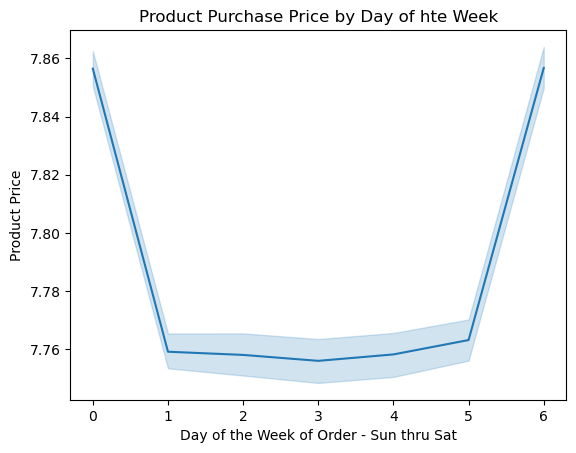 Product Purchase Price by Day of hte Week
7.86
7.84
7.82
7.80
7.78
7.76
Product Price
0 1 2 3 4 5 6
Day of the Week of Order - Sun thru Sat